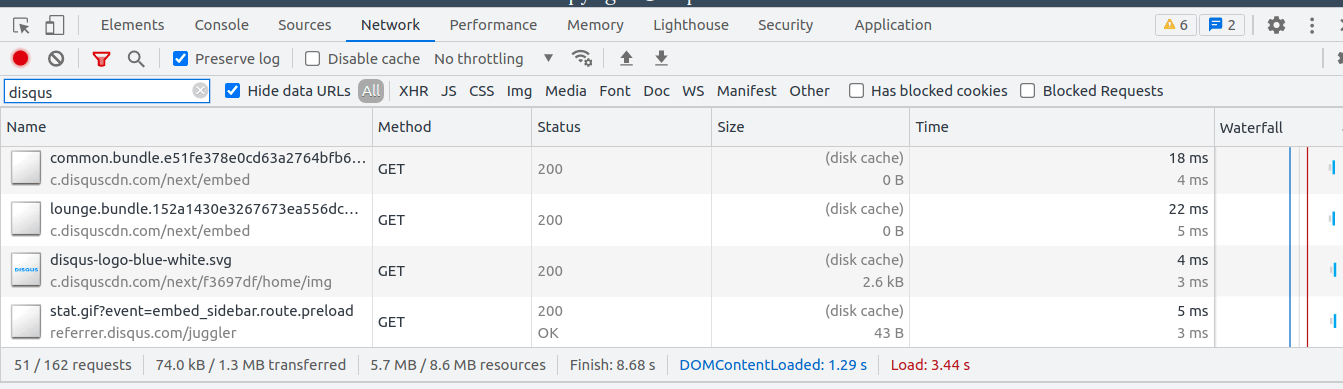 Elements Console Sources Network Performance Memory Lighthouse Security Application 6 2
Preserve log Disable cache No throttling
disqus Hide data URLs All XHR JS CSS Img Media Font Doc WS Manifest Other Has blocked cookies Blocked Requests
Name Method Status Size Time Waterfall
common.bundle.e51fe378e0cd63a2764bfb6… (disk cache) 18 ms
GET 200
c.disquscdn.com/next/embed 0 B 4 ms
lounge.bundle.152a1430e3267673ea556dc… (disk cache) 22 ms
GET 200
c.disquscdn.com/next/embed 0 B 5 ms
disqus-logo-blue-white.svg (disk cache) 4 ms
DISQUS GET 200
c.disquscdn.com/next/f3697df/home/img 2.6 kB 3 ms
stat.gif?event=embed_sidebar.route.preload 200 (disk cache) 5 ms
GET
referrer.disqus.com/juggler OK 43 B 3 ms
51 / 162 requests 74.0 kB / 1.3 MB transferred 5.7 MB / 8.6 MB resources Finish: 8.68 s DOMContentLoaded: 1.29 s Load: 3.44 s